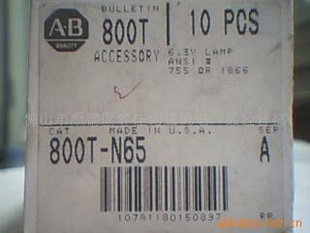 BULLETIN
A-B
QUALITY
800T
10 PCS
ACCESSORY
6.3V LAMP
ANSI #
755 OR 1866
CAT
MADE IN U.S.A.
SER
800T-N65
A
10791180150897